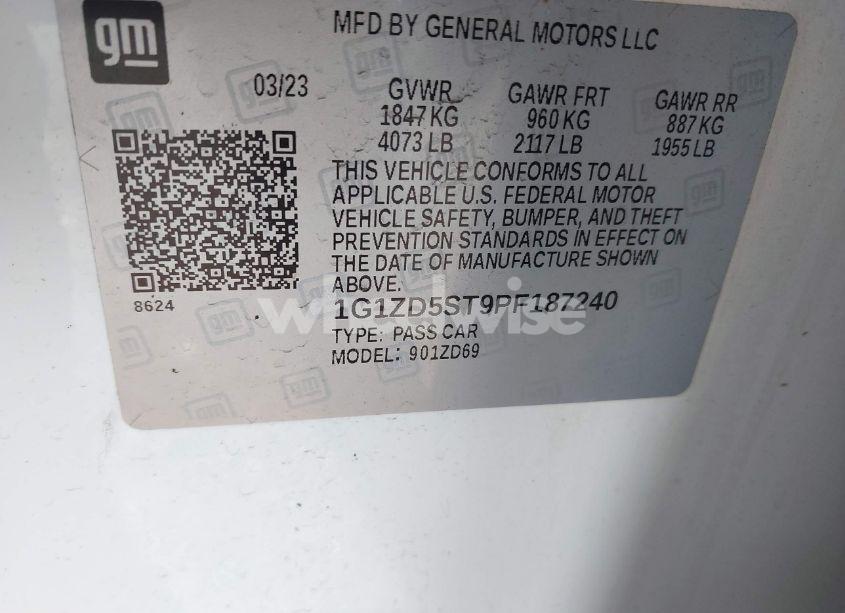 gm
MFD BY GENERAL MOTORS LLC
03/23 GVWR GAWR FRT GAWR RR
1847 KG 960 KG 887 KG
4073 LB 2117 LB 1955 LB
THIS VEHICLE CONFORMS TO ALL
APPLICABLE U.S. FEDERAL MOTOR
VEHICLE SAFETY, BUMPER, AND THEFT
PREVENTION STANDARDS IN EFFECT ON
THE DATE OF MANUFACTURE SHOWN
ABOVE.
8624
1G1ZD5ST9PF187240
TYPE: PASS CAR
MODEL: 901ZD69